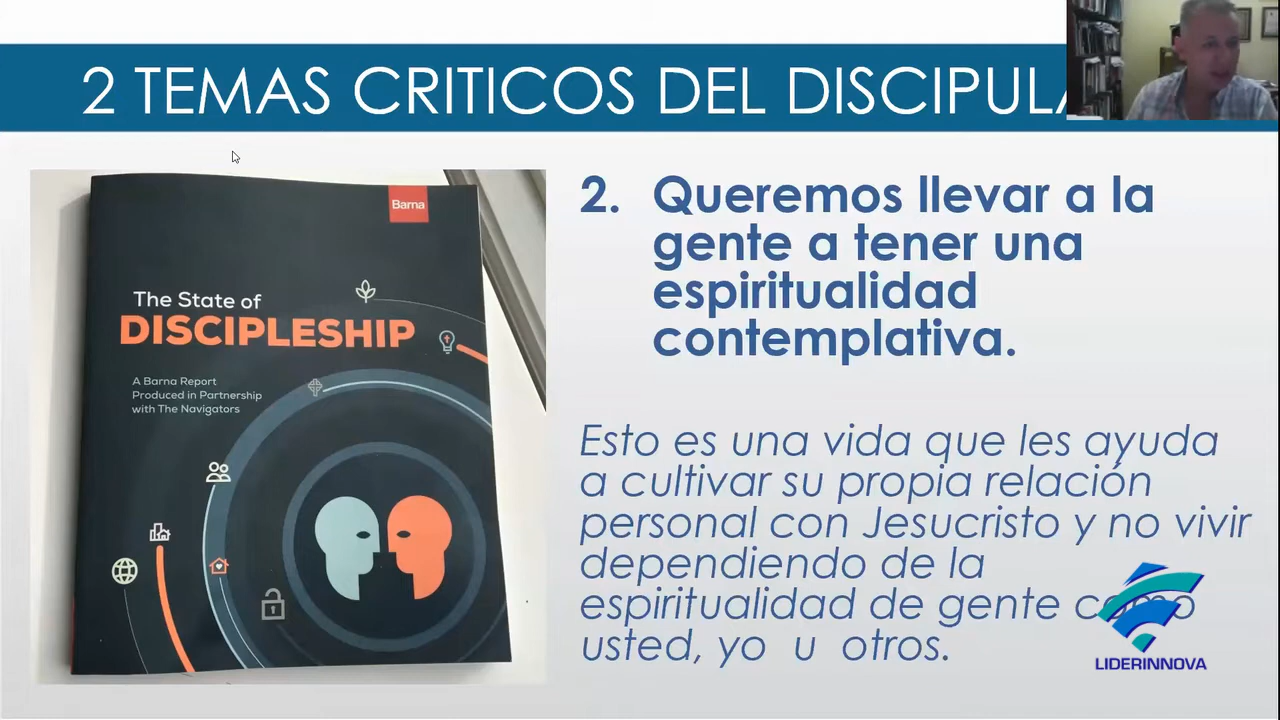 2 TEMAS CRITICOS DEL DISCIPULA
Barna
The State of
DISCIPLESHIP
A Barna Report
Produced in Partnership
with The Navigators
2. Queremos llevar a la
gente a tener una
espiritualidad
contemplativa.
Esto es una vida que les ayuda
a cultivar su propia relación
personal con Jesucristo y no vivir
dependiendo de la
espiritualidad de gente como
usted, yo u otros.
LIDERINNOVA